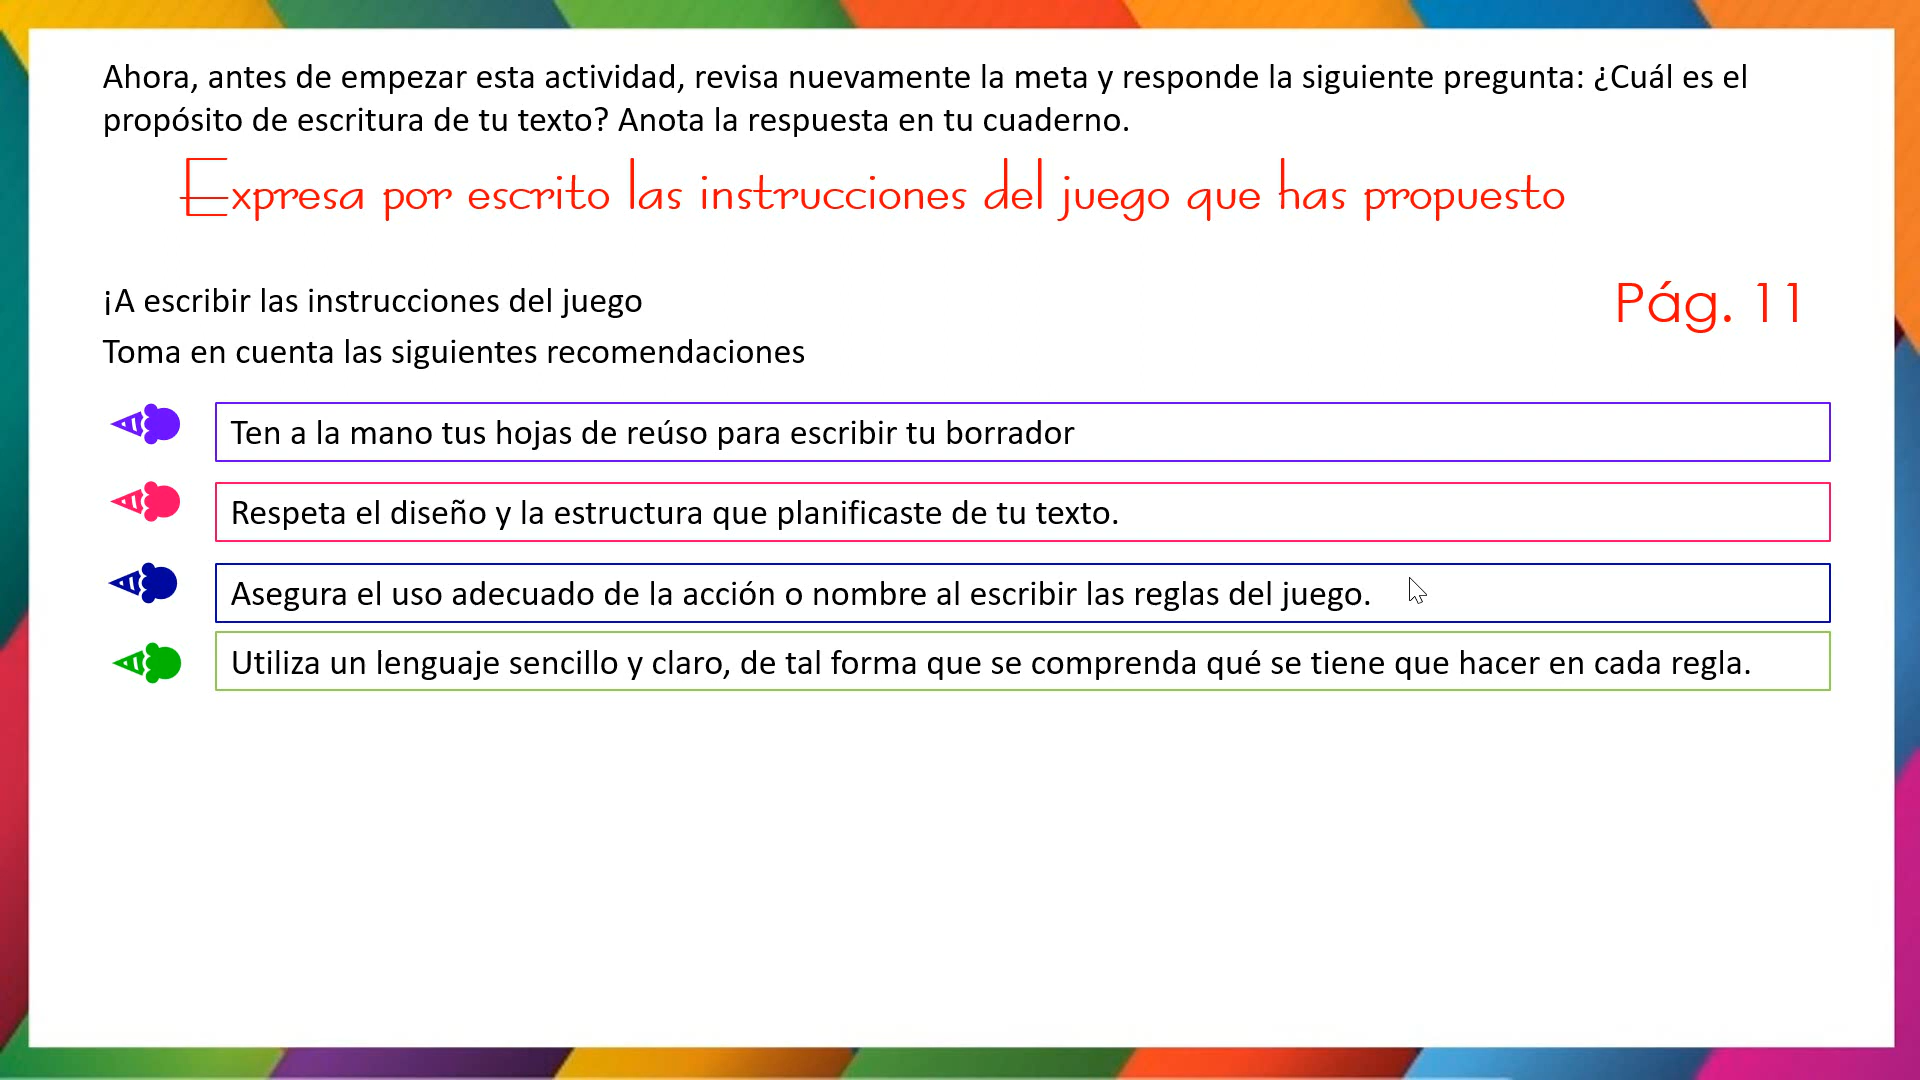 Ahora, antes de empezar esta actividad, revisa nuevamente la meta y responde la siguiente pregunta: ¿Cuál es el
propósito de escritura de tu texto? Anota la respuesta en tu cuaderno.
Expresa por escrito las instrucciones del juego que has propuesto
¡A escribir las instrucciones del juego
Pág. 11
Toma en cuenta las siguientes recomendaciones
Ten a la mano tus hojas de reúso para escribir tu borrador
Respeta el diseño y la estructura que planificaste de tu texto.
Asegura el uso adecuado de la acción o nombre al escribir las reglas del juego.
Utiliza un lenguaje sencillo y claro, de tal forma que se comprenda qué se tiene que hacer en cada regla.